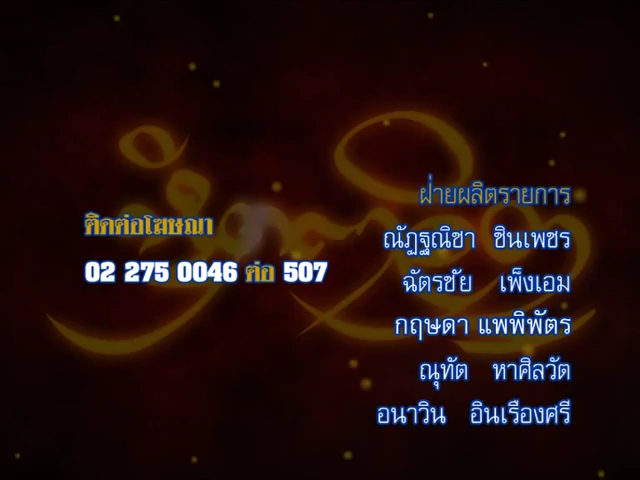 ติดต่อโฆษณา
02 275 0046 ต่อ 507
ฝ่ายผลิตรายการ
ณัฏฐณิชา ชินเพชร
ฉัตรชัย เพ็งเอม
กฤษดา แพพิพัตร
ณุทัต หาศิลวัต
อนาวิน อินเรืองศรี